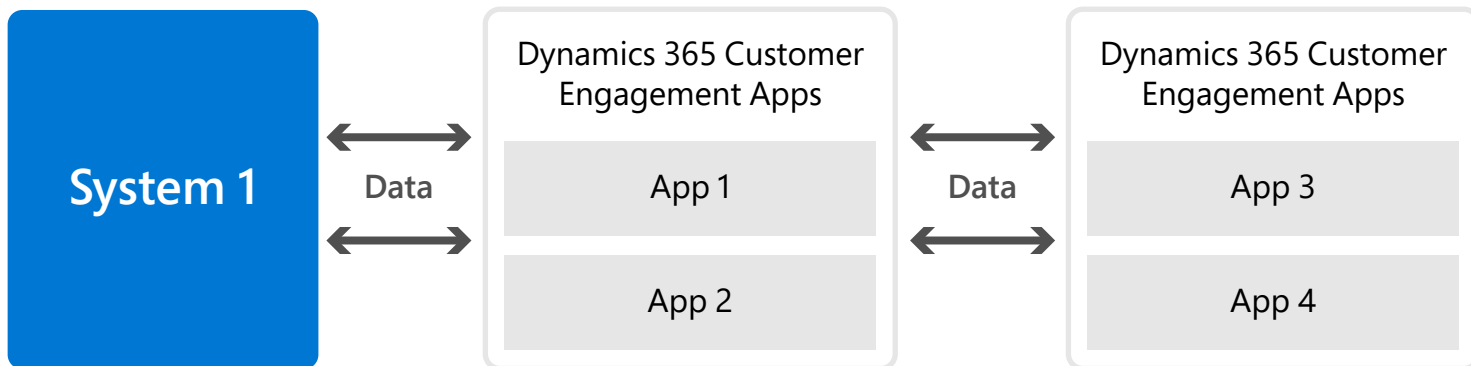 System 1
Data
Dynamics 365 Customer
Engagement Apps
App 1
App 2
Data
Dynamics 365 Customer
Engagement Apps
App 3
App 4